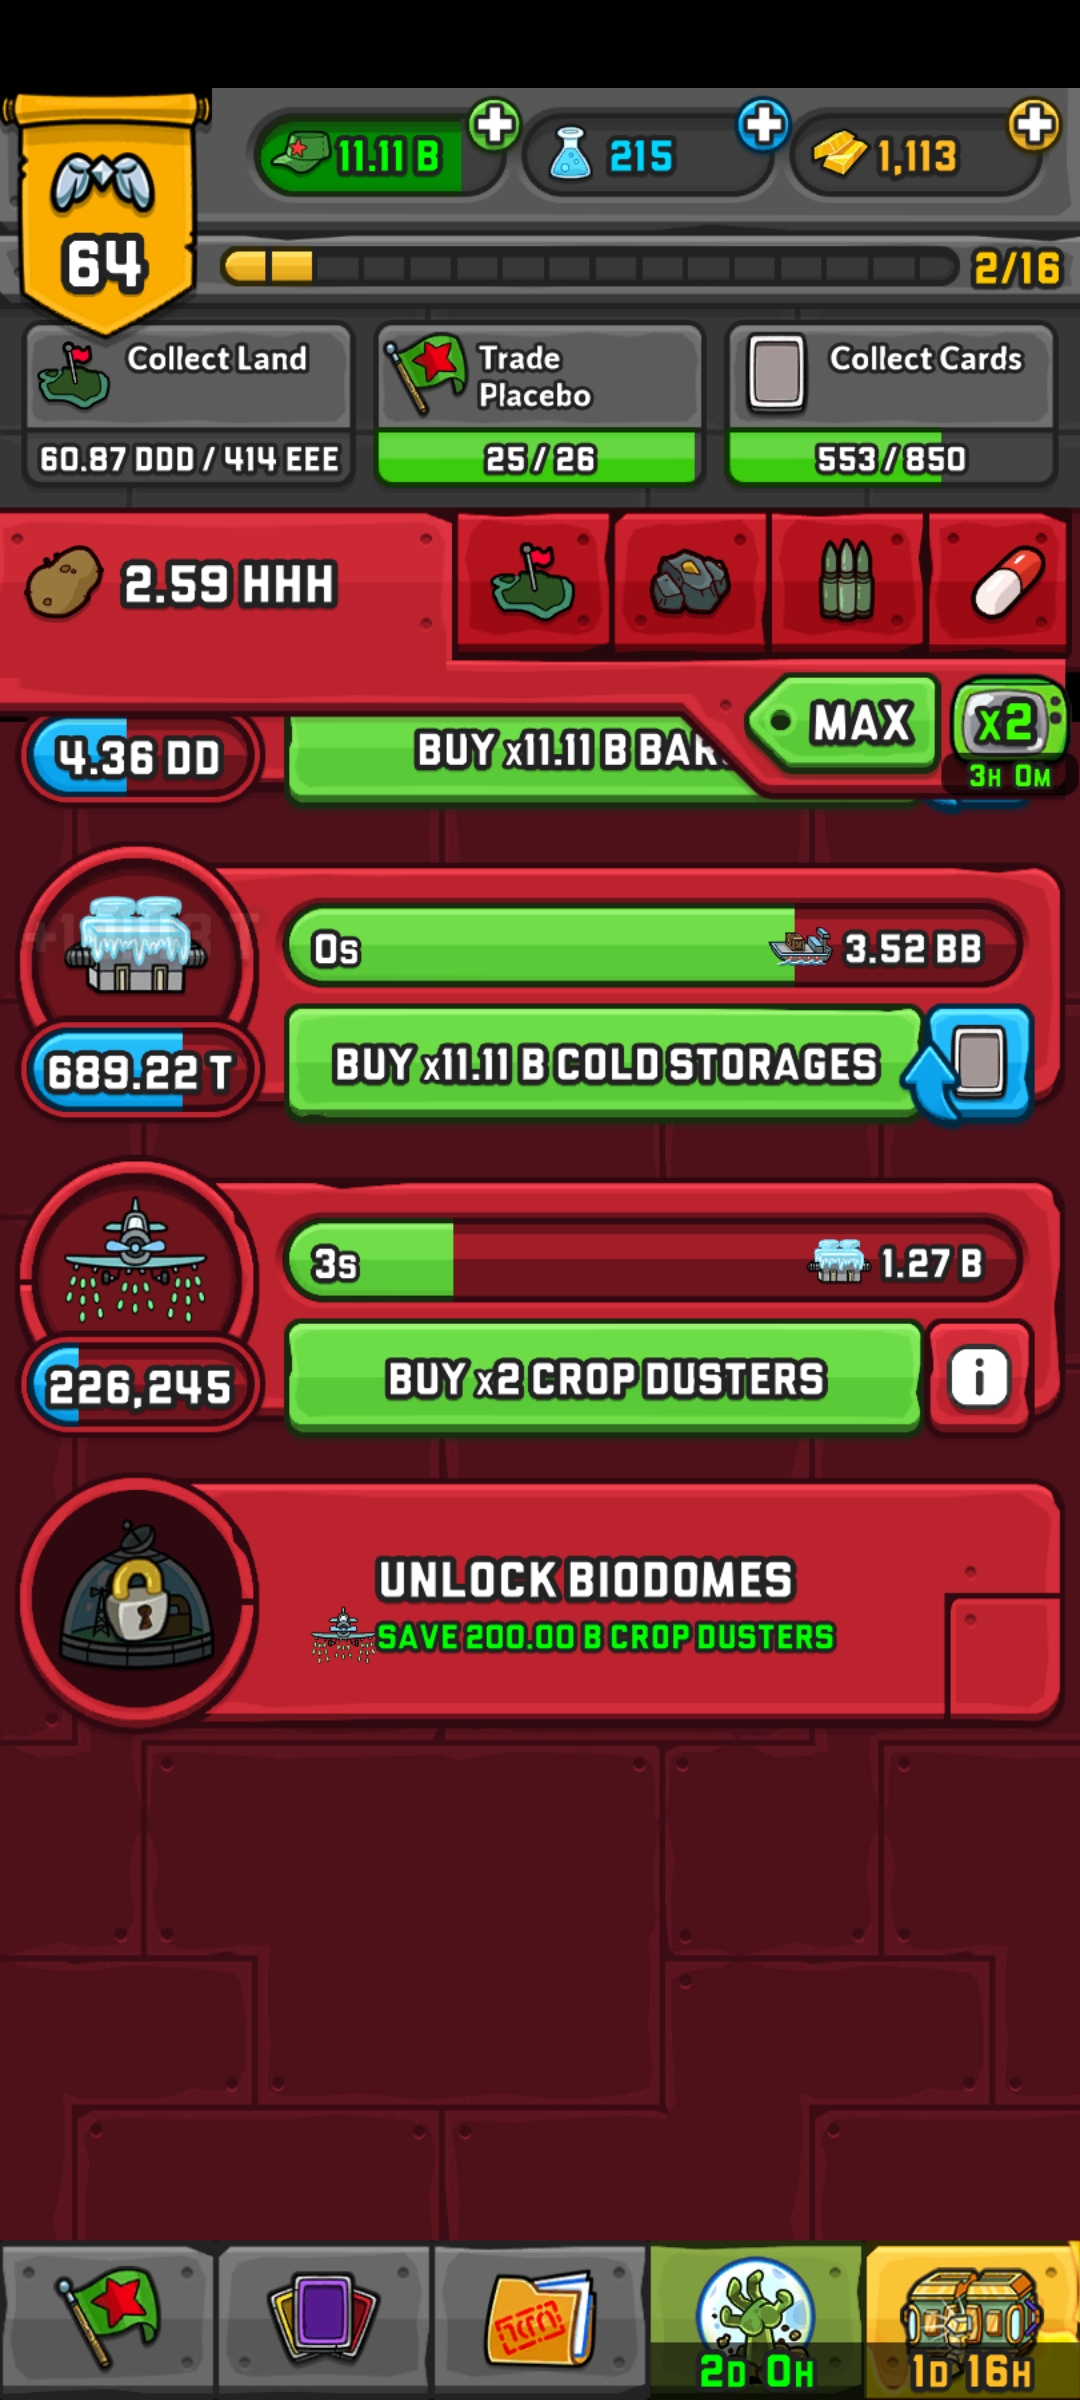 11.11 B
215
1,113
64
2/16
Collect Land
60.87 DDD / 414 EEE
Trade
Placebo
25 / 26
Collect Cards
553 / 850
2.59 HHH
MAX
x2
3H 0M
4.36 DD
BUY x11.11 B
0s
3.52 BB
689.22 T
BUY x11.11 B COLD STORAGES
3s
1.27 B
226,245
BUY x2 CROP DUSTERS
i
UNLOCK BIODOMES
SAVE 200.00 B CROP DUSTERS
2D 0H
1D 16H